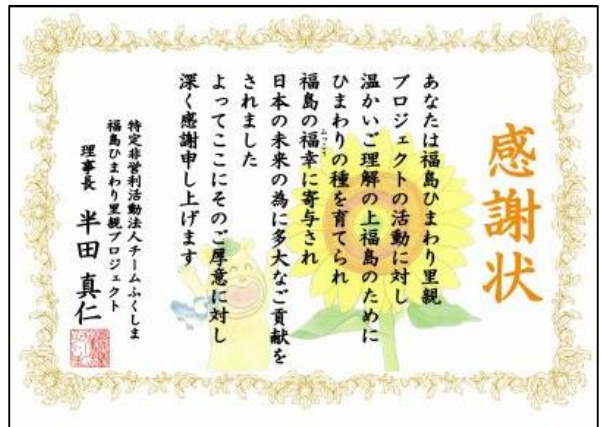 感謝状
あなたは福島ひまわり里親
プロジェクトの活動に対し
温かいご理解の上福島のために
ひまわりの種を育てられ
福島の福幸に寄与され
ふっこう
日本の未来の為に多大なご貢献を
されました
よってここにそのご厚意に対し
深く感謝申し上げます
特定非営利活動法人チームふくしま
福島ひまわり里親プロジェクト
理事長 半田 真仁